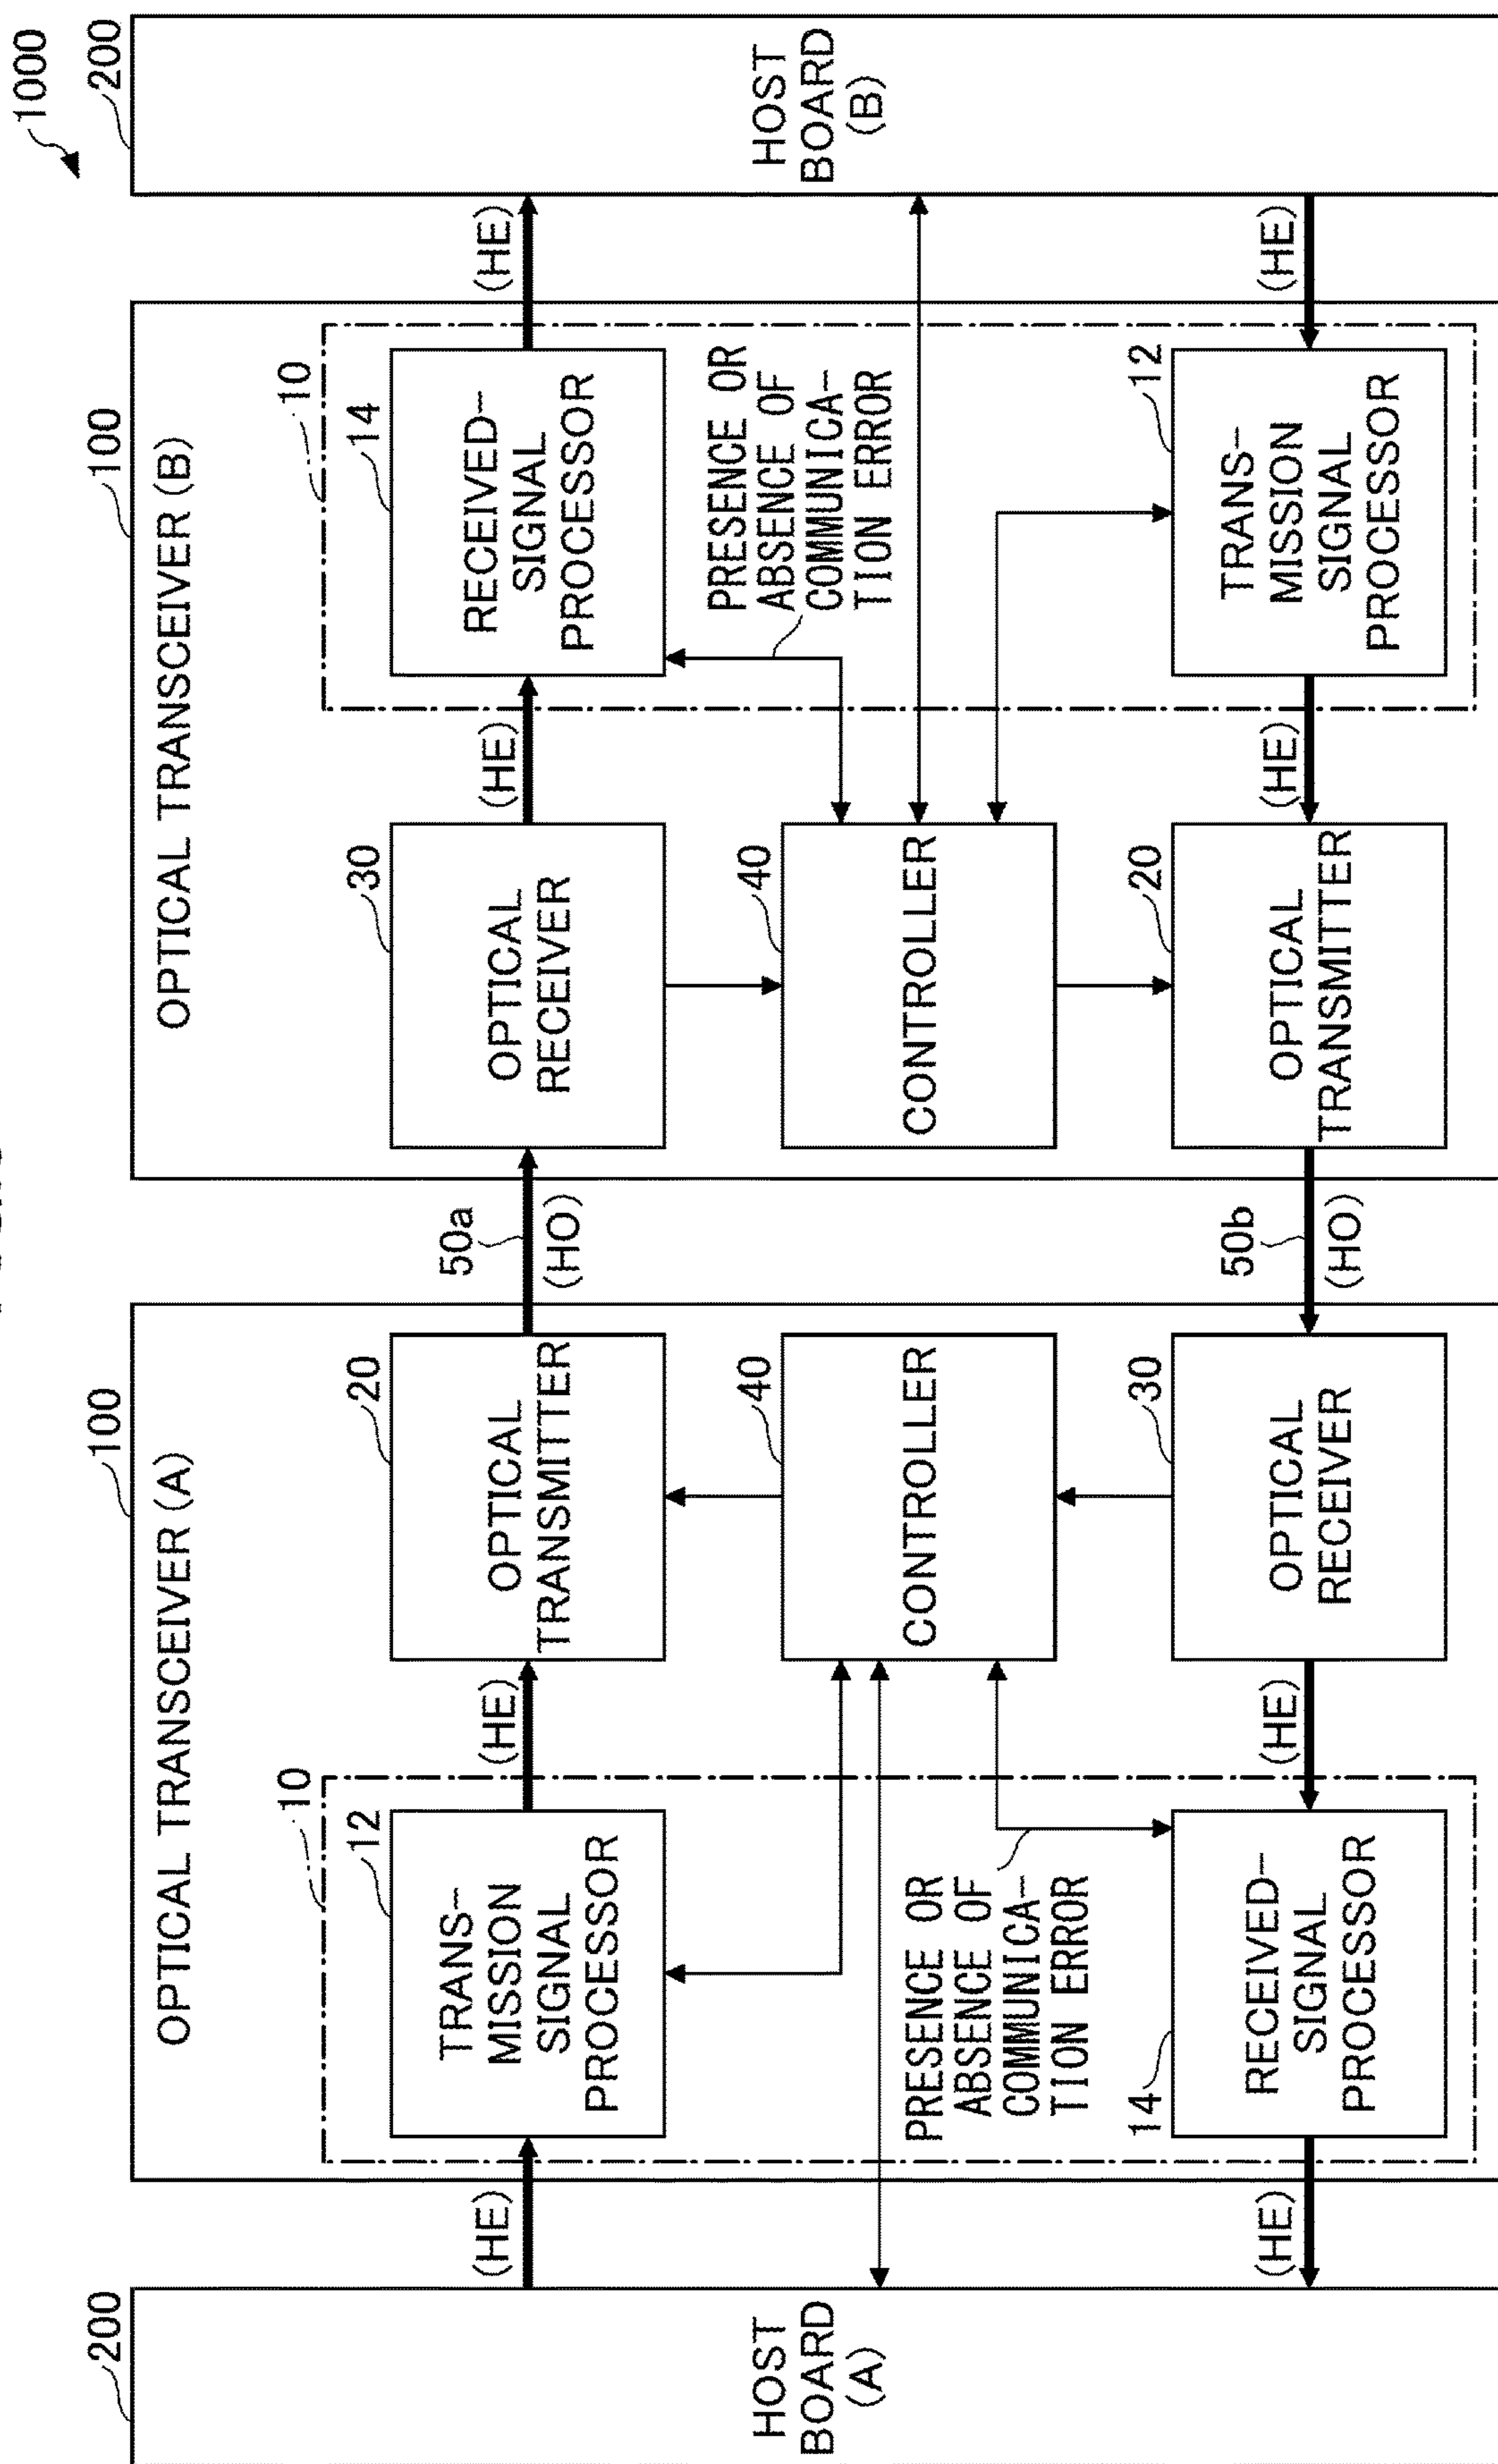 1000
200
HOST
BOARD
(A)
(HE)
(HE)
100
OPTICAL TRANSCEIVER (A)
10
12
TRANS-
MISSION
SIGNAL
PROCESSOR
(HE)
20
OPTICAL
TRANSMITTER
40
CONTROLLER
PRESENCE OR
ABSENCE OF
COMMUNICA-
TION ERROR
14
RECEIVED-
SIGNAL
PROCESSOR
(HE)
30
OPTICAL
RECEIVER
50a
(HO)
50b
(HO)
100
OPTICAL TRANSCEIVER (B)
30
OPTICAL
RECEIVER
(HE)
10
14
RECEIVED-
SIGNAL
PROCESSOR
40
CONTROLLER
PRESENCE OR
ABSENCE OF
COMMUNICA-
TION ERROR
20
OPTICAL
TRANSMITTER
(HE)
12
TRANS-
MISSION
SIGNAL
PROCESSOR
(HE)
(HE)
200
HOST
BOARD
(B)